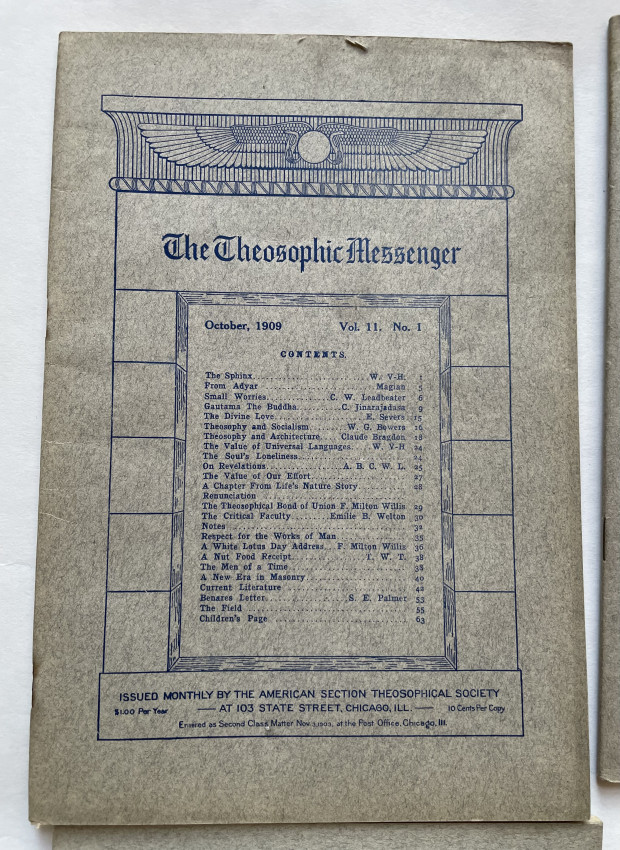 The Theosophic Messenger
October, 1909 Vol. 11. No. 1
CONTENTS.
The Sphinx........................W. V-H. 1
From Adyar ........................Magian 5
Small Worries.............C. W. Leadbeater 6
Gautama The Buddha..........C. Jinarajadasa 9
The Divine Love...................E. Severs 15
Theosophy and Socialism........W. G. Bowers 16
Theosophy and Architecture....Claude Bragdon 18
The Value of Universal Languages....W. V-H 24
The Soul's Loneliness....................... 24
On Revelations................A. B. C. W. L. 25
The Value of Our Effort.................... 27
A Chapter From Life's Nature Story.......... 28
Renunciation ..............................
The Theosophical Bond of Union F. Milton Willis 29
The Critical Faculty........Emilie B. Welton 30
Notes ..................................... 32
Respect for the Works of Man............... 35
A White Lotus Day Address.. F. Milton Willis 36
A Nut Food Receipt...............T. W. T. 38
The Men of a Time.......................... 38
A New Era in Masonry....................... 40
Current Literature ........................ 42
Benares Letter..................S. E. Palmer 53
The Field ................................. 55
Children's Page ........................... 63
ISSUED MONTHLY BY THE AMERICAN SECTION THEOSOPHICAL SOCIETY
$1.00 Per Year — AT 103 STATE STREET, CHICAGO, ILL. — 10 Cents Per Copy
Entered as Second Class Matter Nov. 1903, at the Post Office, Chicago, Ill.